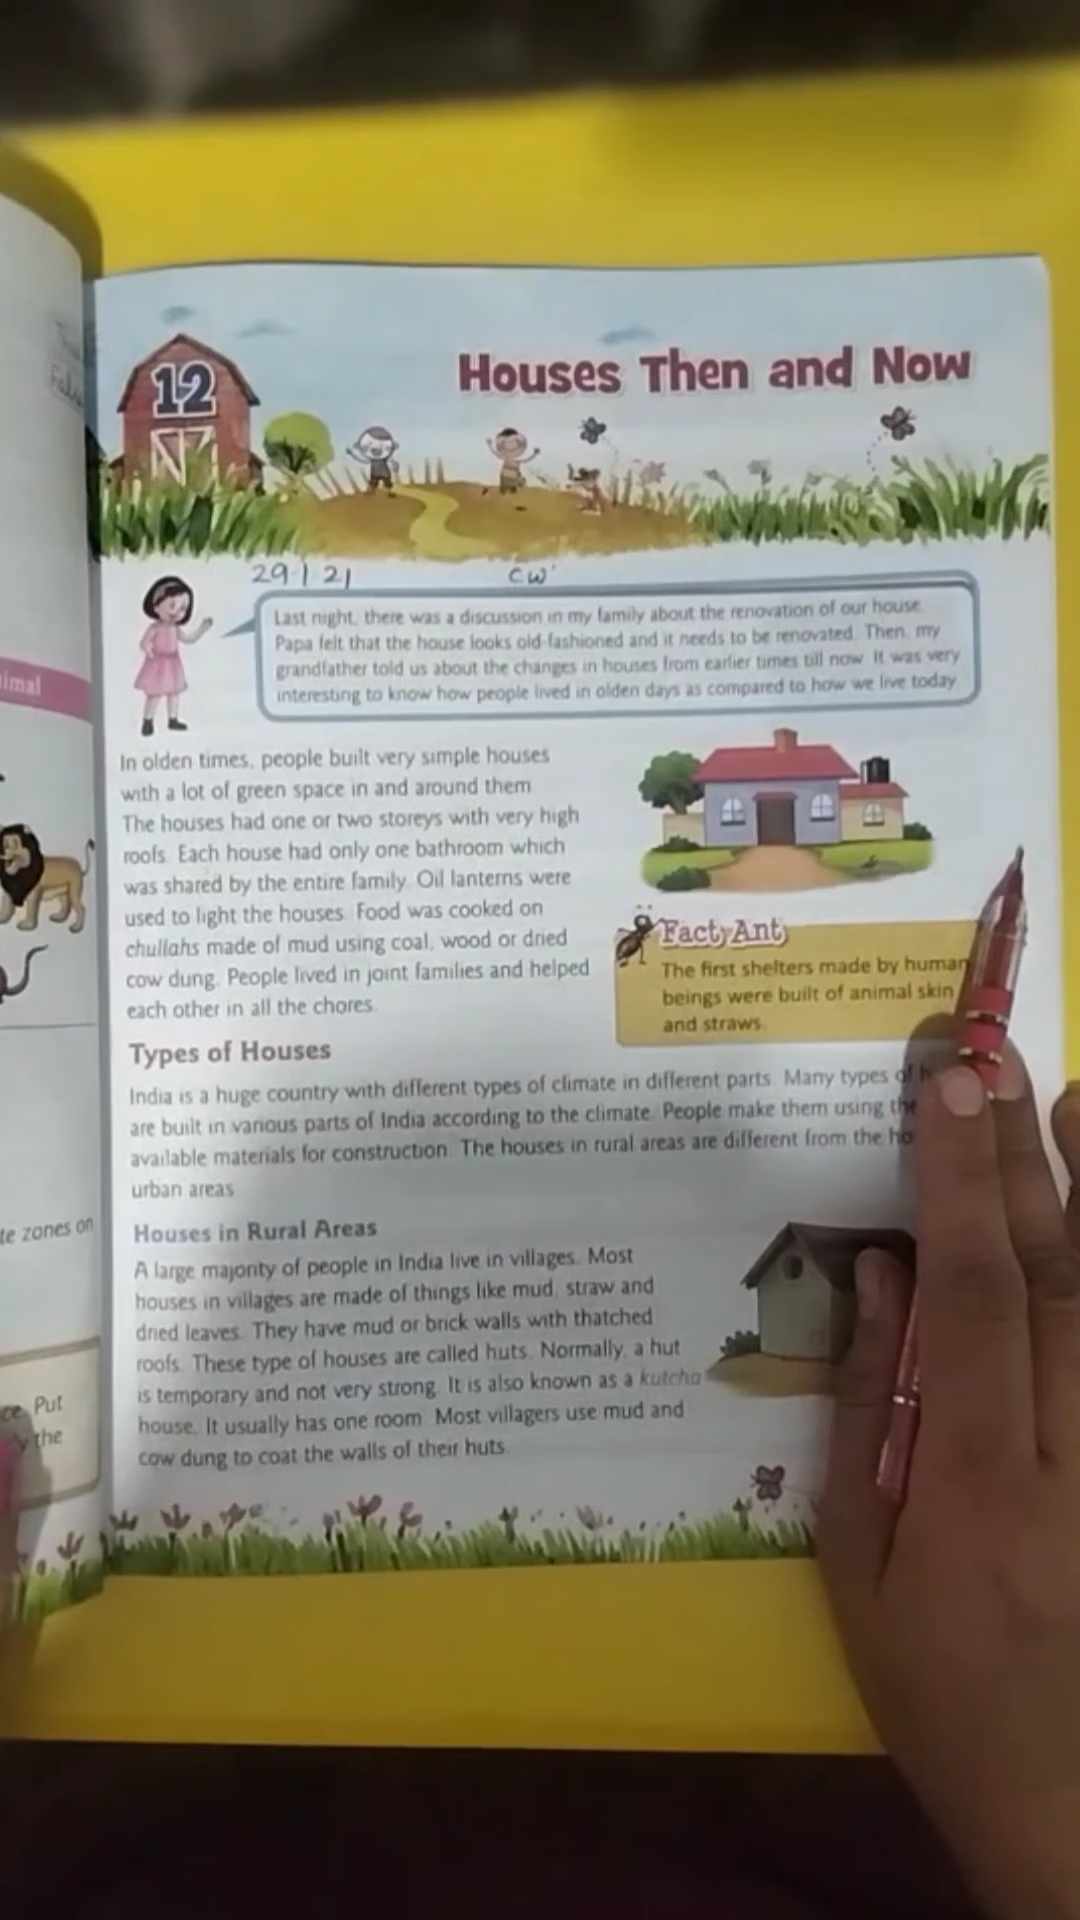 12
Houses Then and Now
29.1.21 CW
Last night, there was a discussion in my family about the renovation of our house.
Papa felt that the house looks old-fashioned and it needs to be renovated. Then, my
grandfather told us about the changes in houses from earlier times till now. It was very
interesting to know how people lived in olden days as compared to how we live today.
In olden times, people built very simple houses
with a lot of green space in and around them.
The houses had one or two storeys with very high
roofs. Each house had only one bathroom which
was shared by the entire family. Oil lanterns were
used to light the houses. Food was cooked on
chullahs made of mud using coal, wood or dried
cow dung. People lived in joint families and helped
each other in all the chores.
Fact Ant
The first shelters made by human
beings were built of animal skin
and straws.
Types of Houses
India is a huge country with different types of climate in different parts. Many types of
are built in various parts of India according to the climate. People make them using the
available materials for construction. The houses in rural areas are different from the
urban areas.
Houses in Rural Areas
A large majority of people in India live in villages. Most
houses in villages are made of things like mud, straw and
dried leaves. They have mud or brick walls with thatched
roofs. These type of houses are called huts. Normally, a hut
is temporary and not very strong. It is also known as a kutcha
house. It usually has one room. Most villagers use mud and
cow dung to coat the walls of their huts.
imal
te zones on
Put
the